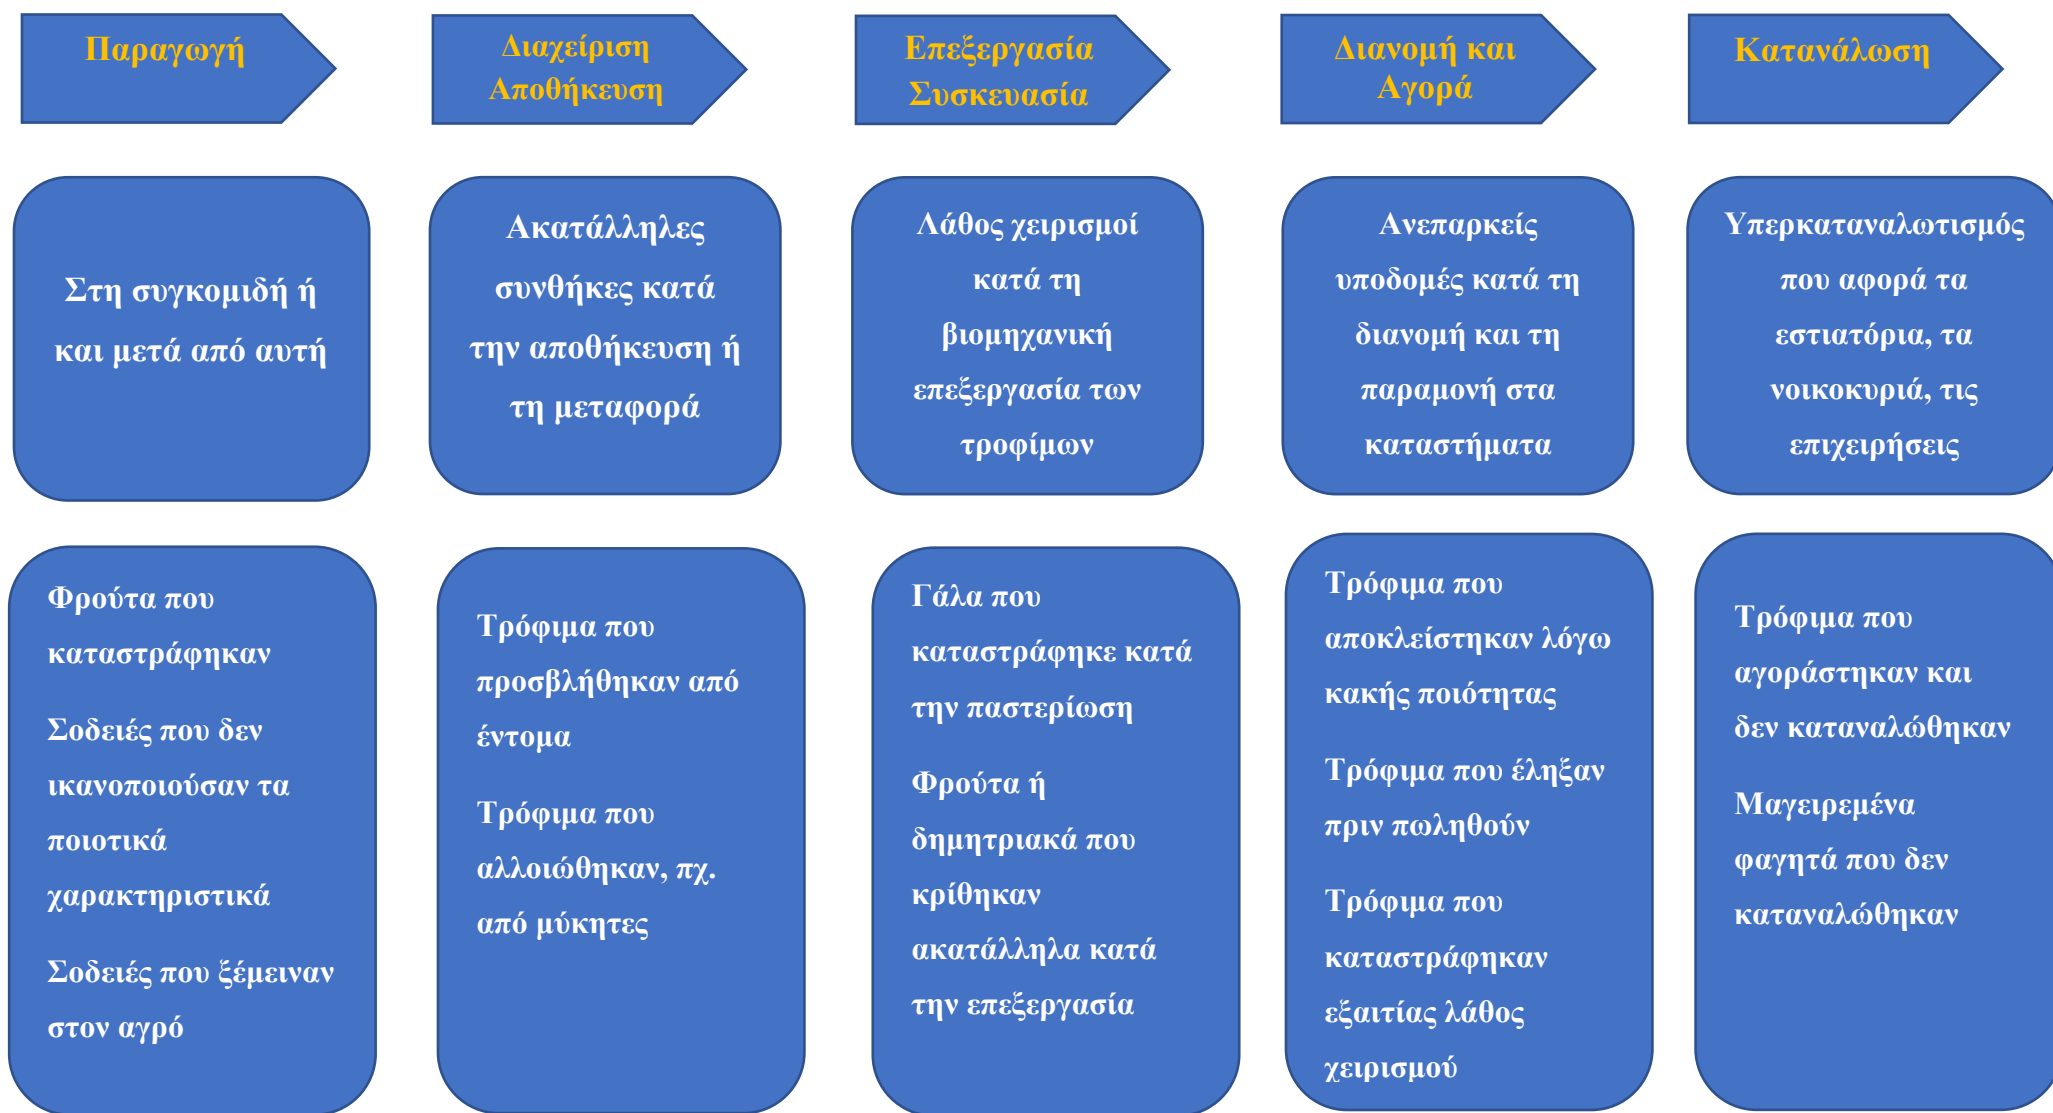 Παραγωγή
Διαχείριση
Αποθήκευση
Επεξεργασία
Συσκευασία
Διανομή και
Αγορά
Κατανάλωση
Στη συγκομιδή ή
και μετά από αυτή
Ακατάλληλες
συνθήκες κατά
την αποθήκευση ή
τη μεταφορά
Λάθος χειρισμοί
κατά τη
βιομηχανική
επεξεργασία των
τροφίμων
Ανεπαρκείς
υποδομές κατά τη
διανομή και τη
παραμονή στα
καταστήματα
Υπερκαταναλωτισμός
που αφορά τα
εστιατόρια, τα
νοικοκυριά, τις
επιχειρήσεις
Φρούτα που
καταστράφηκαν
Σοδειές που δεν
ικανοποιούσαν τα
ποιοτικά
χαρακτηριστικά
Σοδειές που ξέμειναν
στον αγρό
Τρόφιμα που
προσβλήθηκαν από
έντομα
Τρόφιμα που
αλλοιώθηκαν, πχ.
από μύκητες
Γάλα που
καταστράφηκε κατά
την παστερίωση
Φρούτα ή
δημητριακά που
κρίθηκαν
ακατάλληλα κατά
την επεξεργασία
Τρόφιμα που
αποκλείστηκαν λόγω
κακής ποιότητας
Τρόφιμα που έληξαν
πριν πωληθούν
Τρόφιμα που
καταστράφηκαν
εξαιτίας λάθος
χειρισμού
Τρόφιμα που
αγοράστηκαν και
δεν καταναλώθηκαν
Μαγειρεμένα
φαγητά που δεν
καταναλώθηκαν